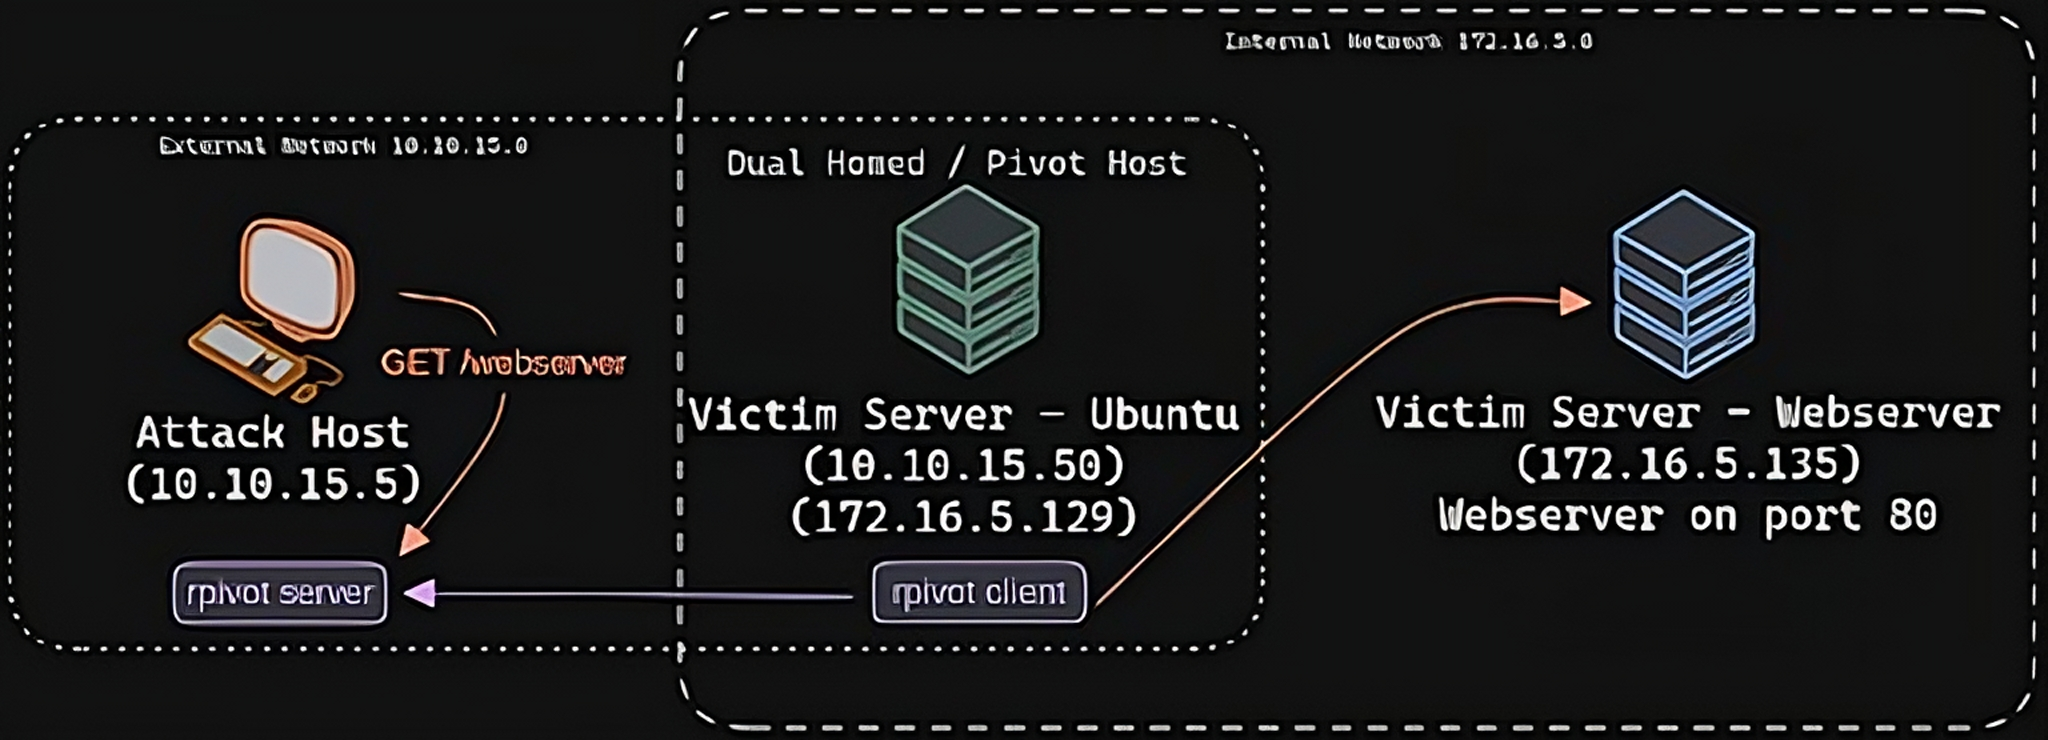 Internal Network 172.16.5.0
External Network 10.10.15.0
Dual Homed / Pivot Host
GET /webserver
Attack Host
(10.10.15.5)
Victim Server - Ubuntu
(10.10.15.50)
(172.16.5.129)
Victim Server - Webserver
(172.16.5.135)
Webserver on port 80
rpivot server
rpivot client